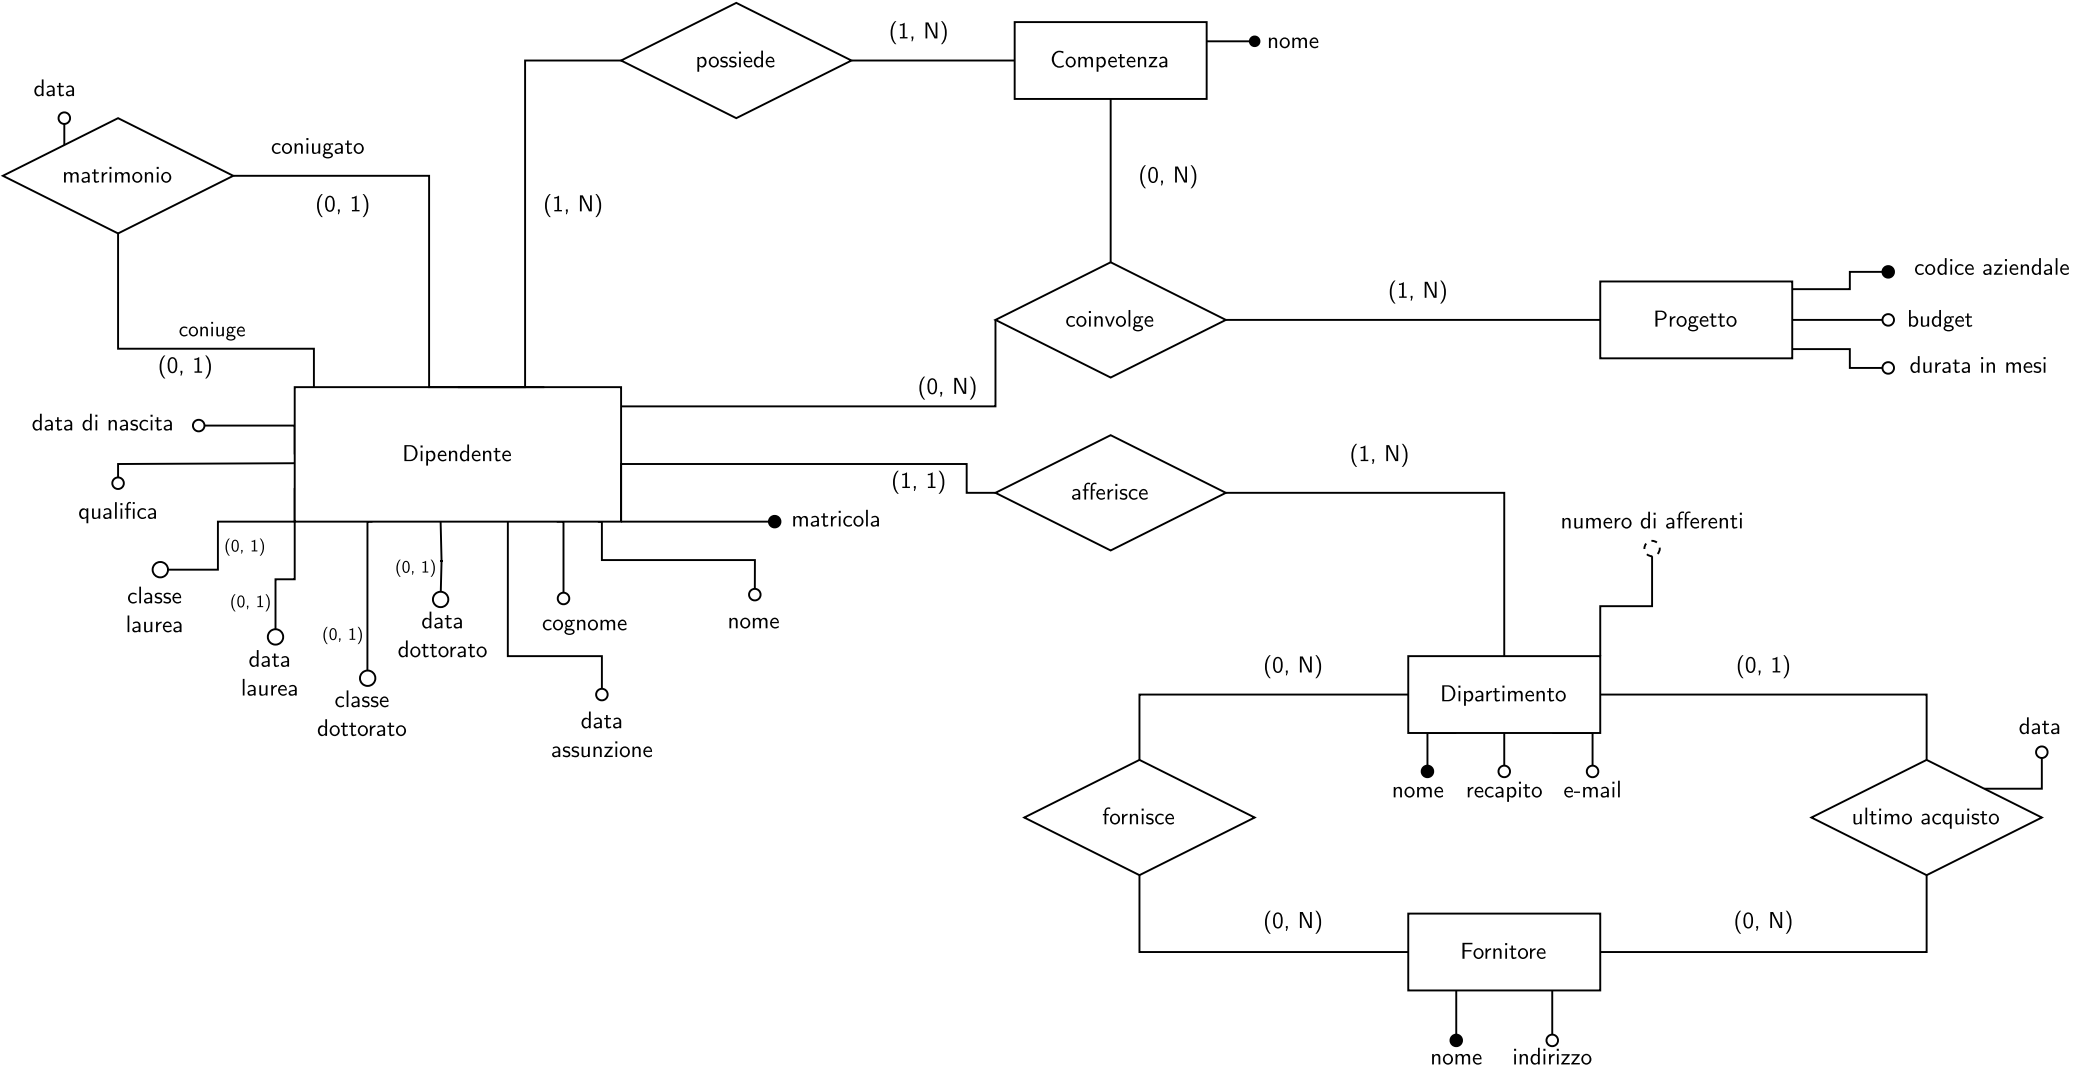 (1, N)
nome
possiede
Competenza
data
coniugato
matrimonio
(0, N)
(0, 1)
(1, N)
codice aziendale
(1, N)
coinvolge
Progetto
budget
coniuge
(0, 1)
durata in mesi
(0, N)
data di nascita
Dipendente
(1, N)
(1, 1)
afferisce
qualifica
matricola
numero di afferenti
(0, 1)
(0, 1)
classe
laurea
(0, 1)
data
dottorato
cognome
nome
(0, 1)
data
laurea
classe
dottorato
(0, N)
(0, 1)
Dipartimento
data
assunzione
data
nome
recapito
e-mail
fornisce
ultimo acquisto
(0, N)
(0, N)
Fornitore
nome
indirizzo